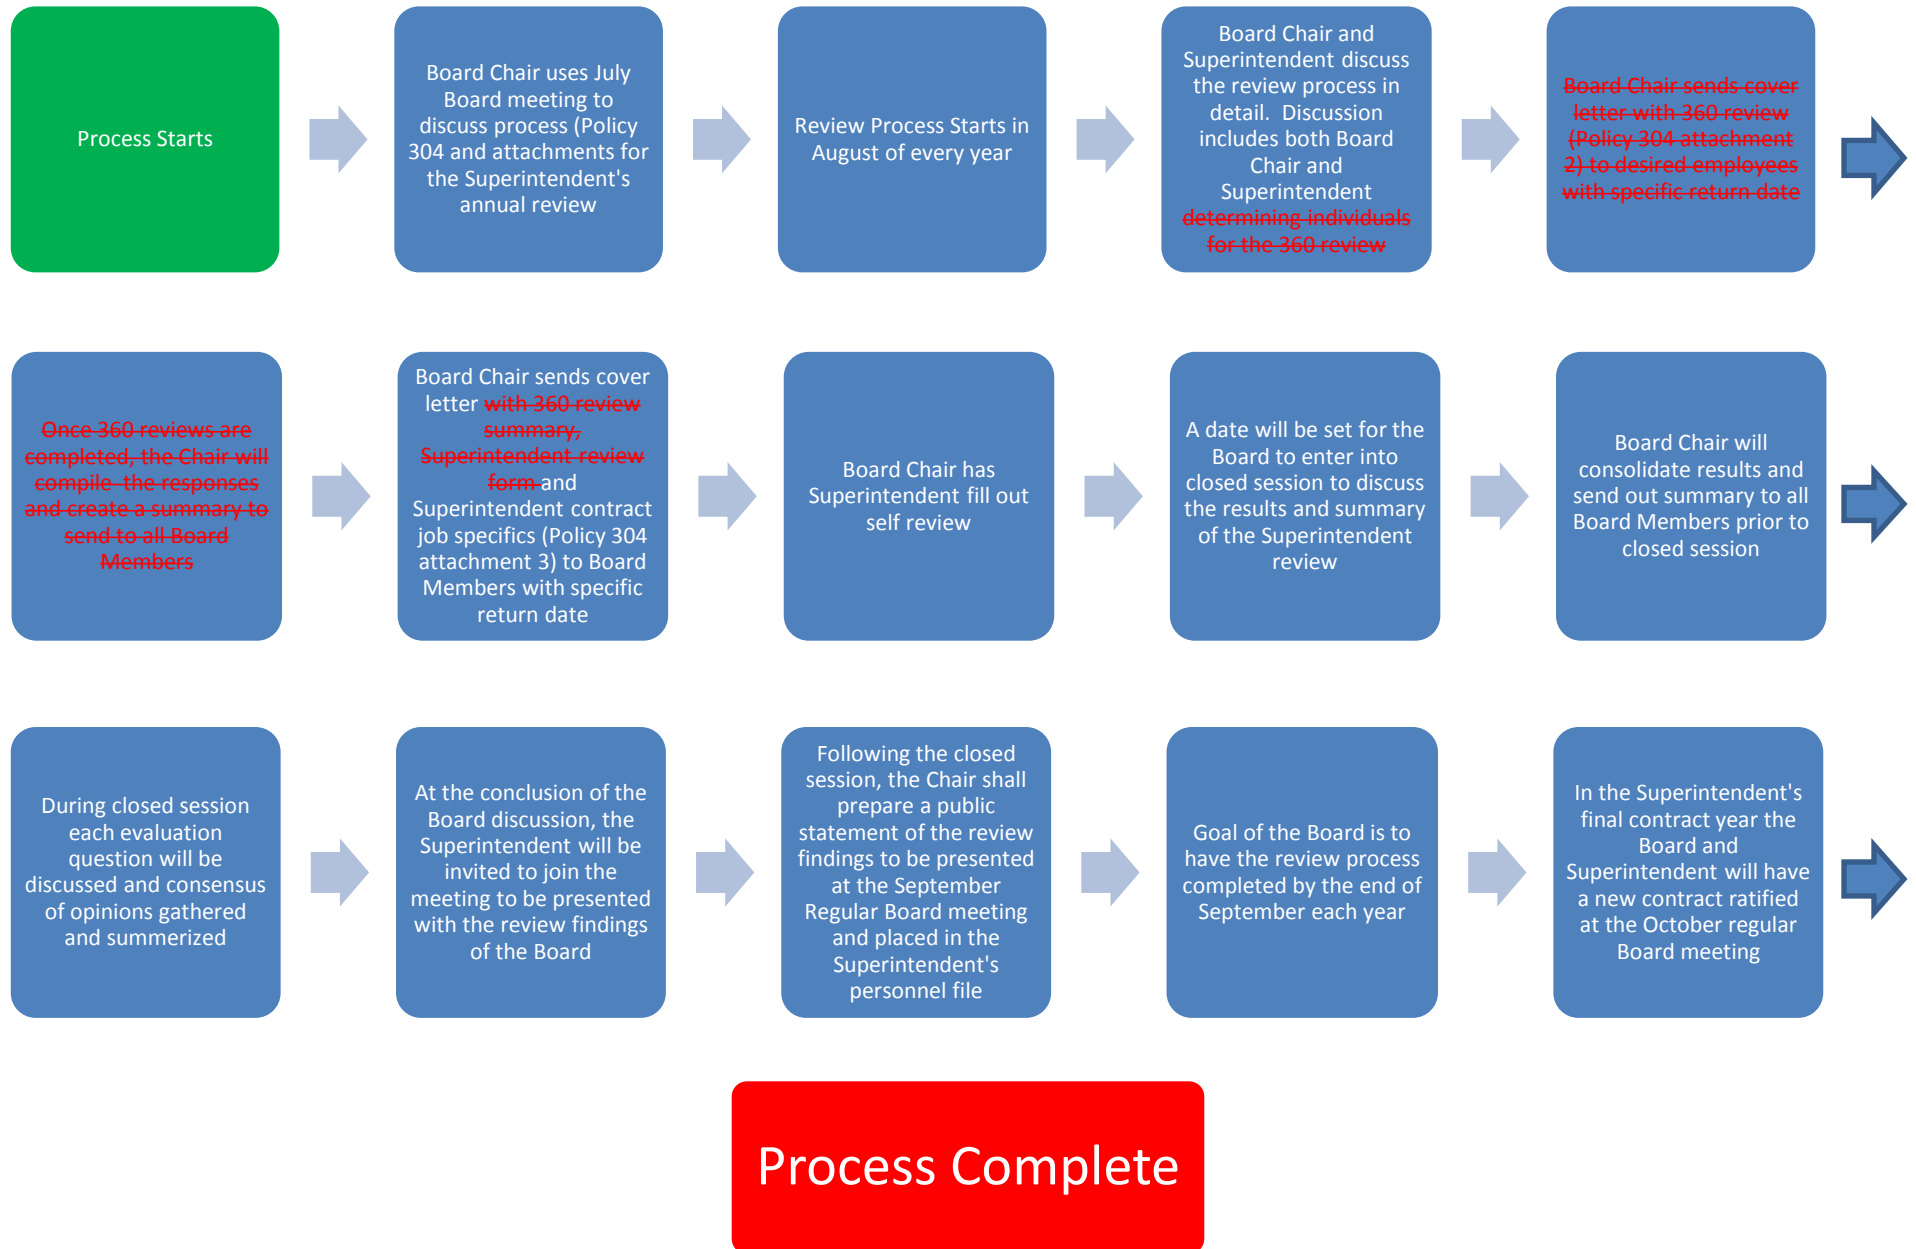 Process Starts
Board Chair uses July
Board meeting to
discuss process (Policy
304 and attachments for
the Superintendent's
annual review
Review Process Starts in
August of every year
Board Chair and
Superintendent discuss
the review process in
detail.  Discussion
includes both Board
Chair and
Superintendent
determining individuals
for the 360 review
Board Chair sends cover
letter with 360 review
(Policy 304 attachment
2) to desired employees
with specific return date
Once 360 reviews are
completed, the Chair will
compile  the responses
and create a summary to
send to all Board
Members
Board Chair sends cover
letter with 360 review
summary,
Superintendent review
form and
Superintendent contract
job specifics (Policy 304
attachment 3) to Board
Members with specific
return date
Board Chair has
Superintendent fill out
self review
A date will be set for the
Board to enter into
closed session to discuss
the results and summary
of the Superintendent
review
Board Chair will
consolidate results and
send out summary to all
Board Members prior to
closed session
During closed session
each evaluation
question will be
discussed and consensus
of opinions gathered
and summerized
At the conclusion of the
Board discussion, the
Superintendent will be
invited to join the
meeting to be presented
with the review findings
of the Board
Following the closed
session, the Chair shall
prepare a public
statement of the review
findings to be presented
at the September
Regular Board meeting
and placed in the
Superintendent's
personnel file
Goal of the Board is to
have the review process
completed by the end of
September each year
In the Superintendent's
final contract year the
Board and
Superintendent will have
a new contract ratified
at the October regular
Board meeting
Process Complete